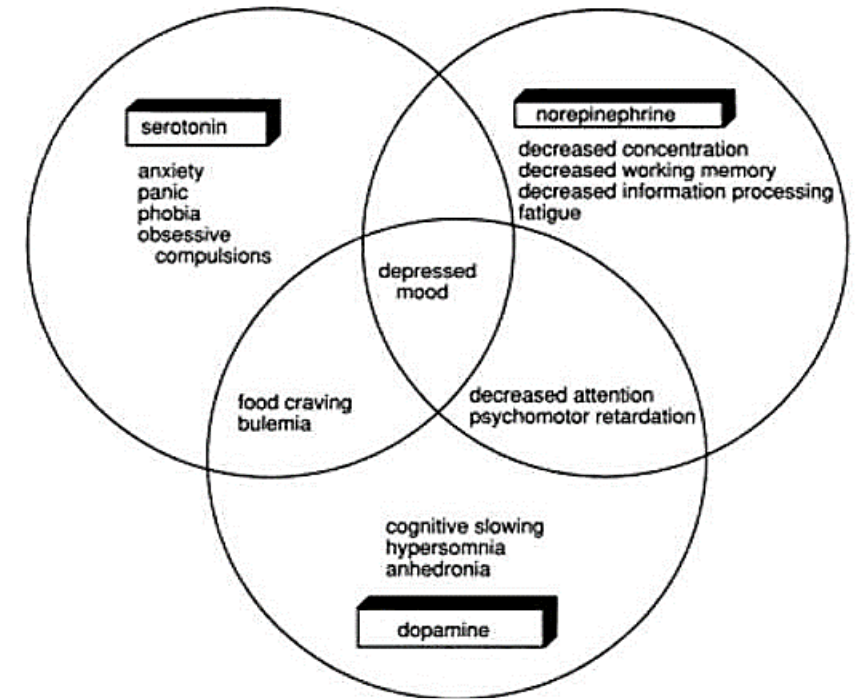 serotonin
anxiety
panic
phobia
obsessive
compulsions
norepinephrine
decreased concentration
decreased working memory
decreased information processing
fatigue
depressed
mood
food craving
bulemia
decreased attention
psychomotor retardation
cognitive slowing
hypersomnia
anhedronia
dopamine